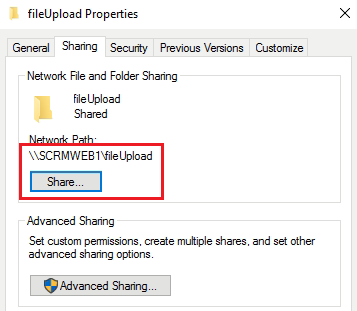 fileUpload Properties
General Sharing Security Previous Versions Customize
Network File and Folder Sharing
fileUpload
Shared
Network Path:
\\SCRMWEB1\fileUpload
Share...
Advanced Sharing
Set custom permissions, create multiple shares, and set other
advanced sharing options.
Advanced Sharing...